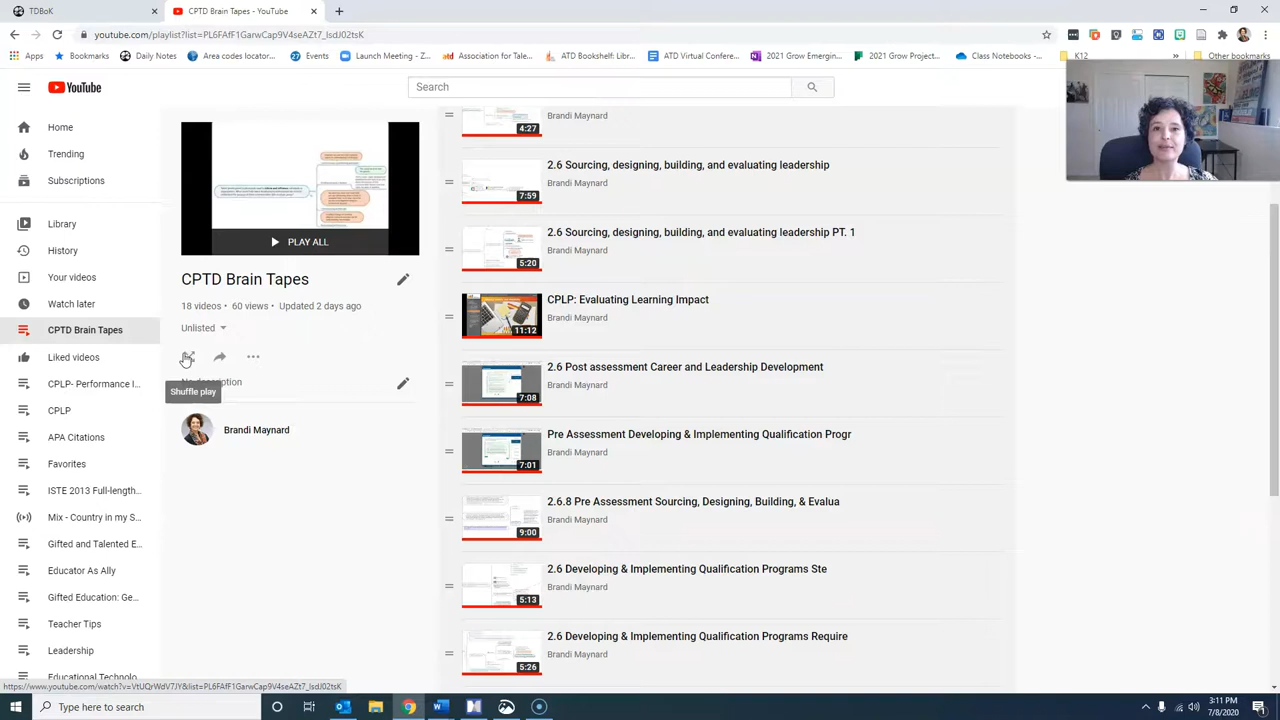 TDBoK
CPTD Brain Tapes - YouTube
youtube.com/playlist?list=PL6FAfF1GarwCap9V4seAZt7_lsdJ02tsK
Apps
Bookmarks
Daily Notes
Area codes locator...
Events
Launch Meeting - Z...
Association for Tale...
ATD Bookshelf: Libr...
ATD Virtual Conferen...
2021 Grow Emergin...
2021 Grow Project...
Class Notebooks -...
K12
Other bookmarks
YouTube
Search
Home
Trending
Subscriptions
Library
History
Your videos
Watch later
CPTD Brain Tapes
Liked videos
CPLP- Performance I...
CPLP
APA Citations
Favorites
ISTE 2013 Full-length...
Educator As Ally
Gifted Education: Ge...
Teacher Tips
Leadership
PLAY ALL
CPTD Brain Tapes
18 videos • 60 views • Updated 2 days ago
Unlisted
No description
Shuffle play
Brandi Maynard
4:27
Brandi Maynard
2.6 Sourcing, designing, building, and evaluating leadership
Brandi Maynard
7:59
2.6 Sourcing, designing, building, and evaluating leadership PT. 1
Brandi Maynard
5:20
CPLP: Evaluating Learning Impact
Brandi Maynard
11:12
2.6 Post assessment Career and Leadership Development
Brandi Maynard
7:08
Pre Assessment Developing & Implementing Qualification Progr
Brandi Maynard
7:01
2.6.8 Pre Assessment Sourcing, Designing, Building, & Evalua
Brandi Maynard
9:00
2.6 Developing & Implementing Qualification Programs Ste
Brandi Maynard
5:13
2.6 Developing & Implementing Qualification Programs Require
Brandi Maynard
5:26
Type here to search
3:11 PM
7/8/2020